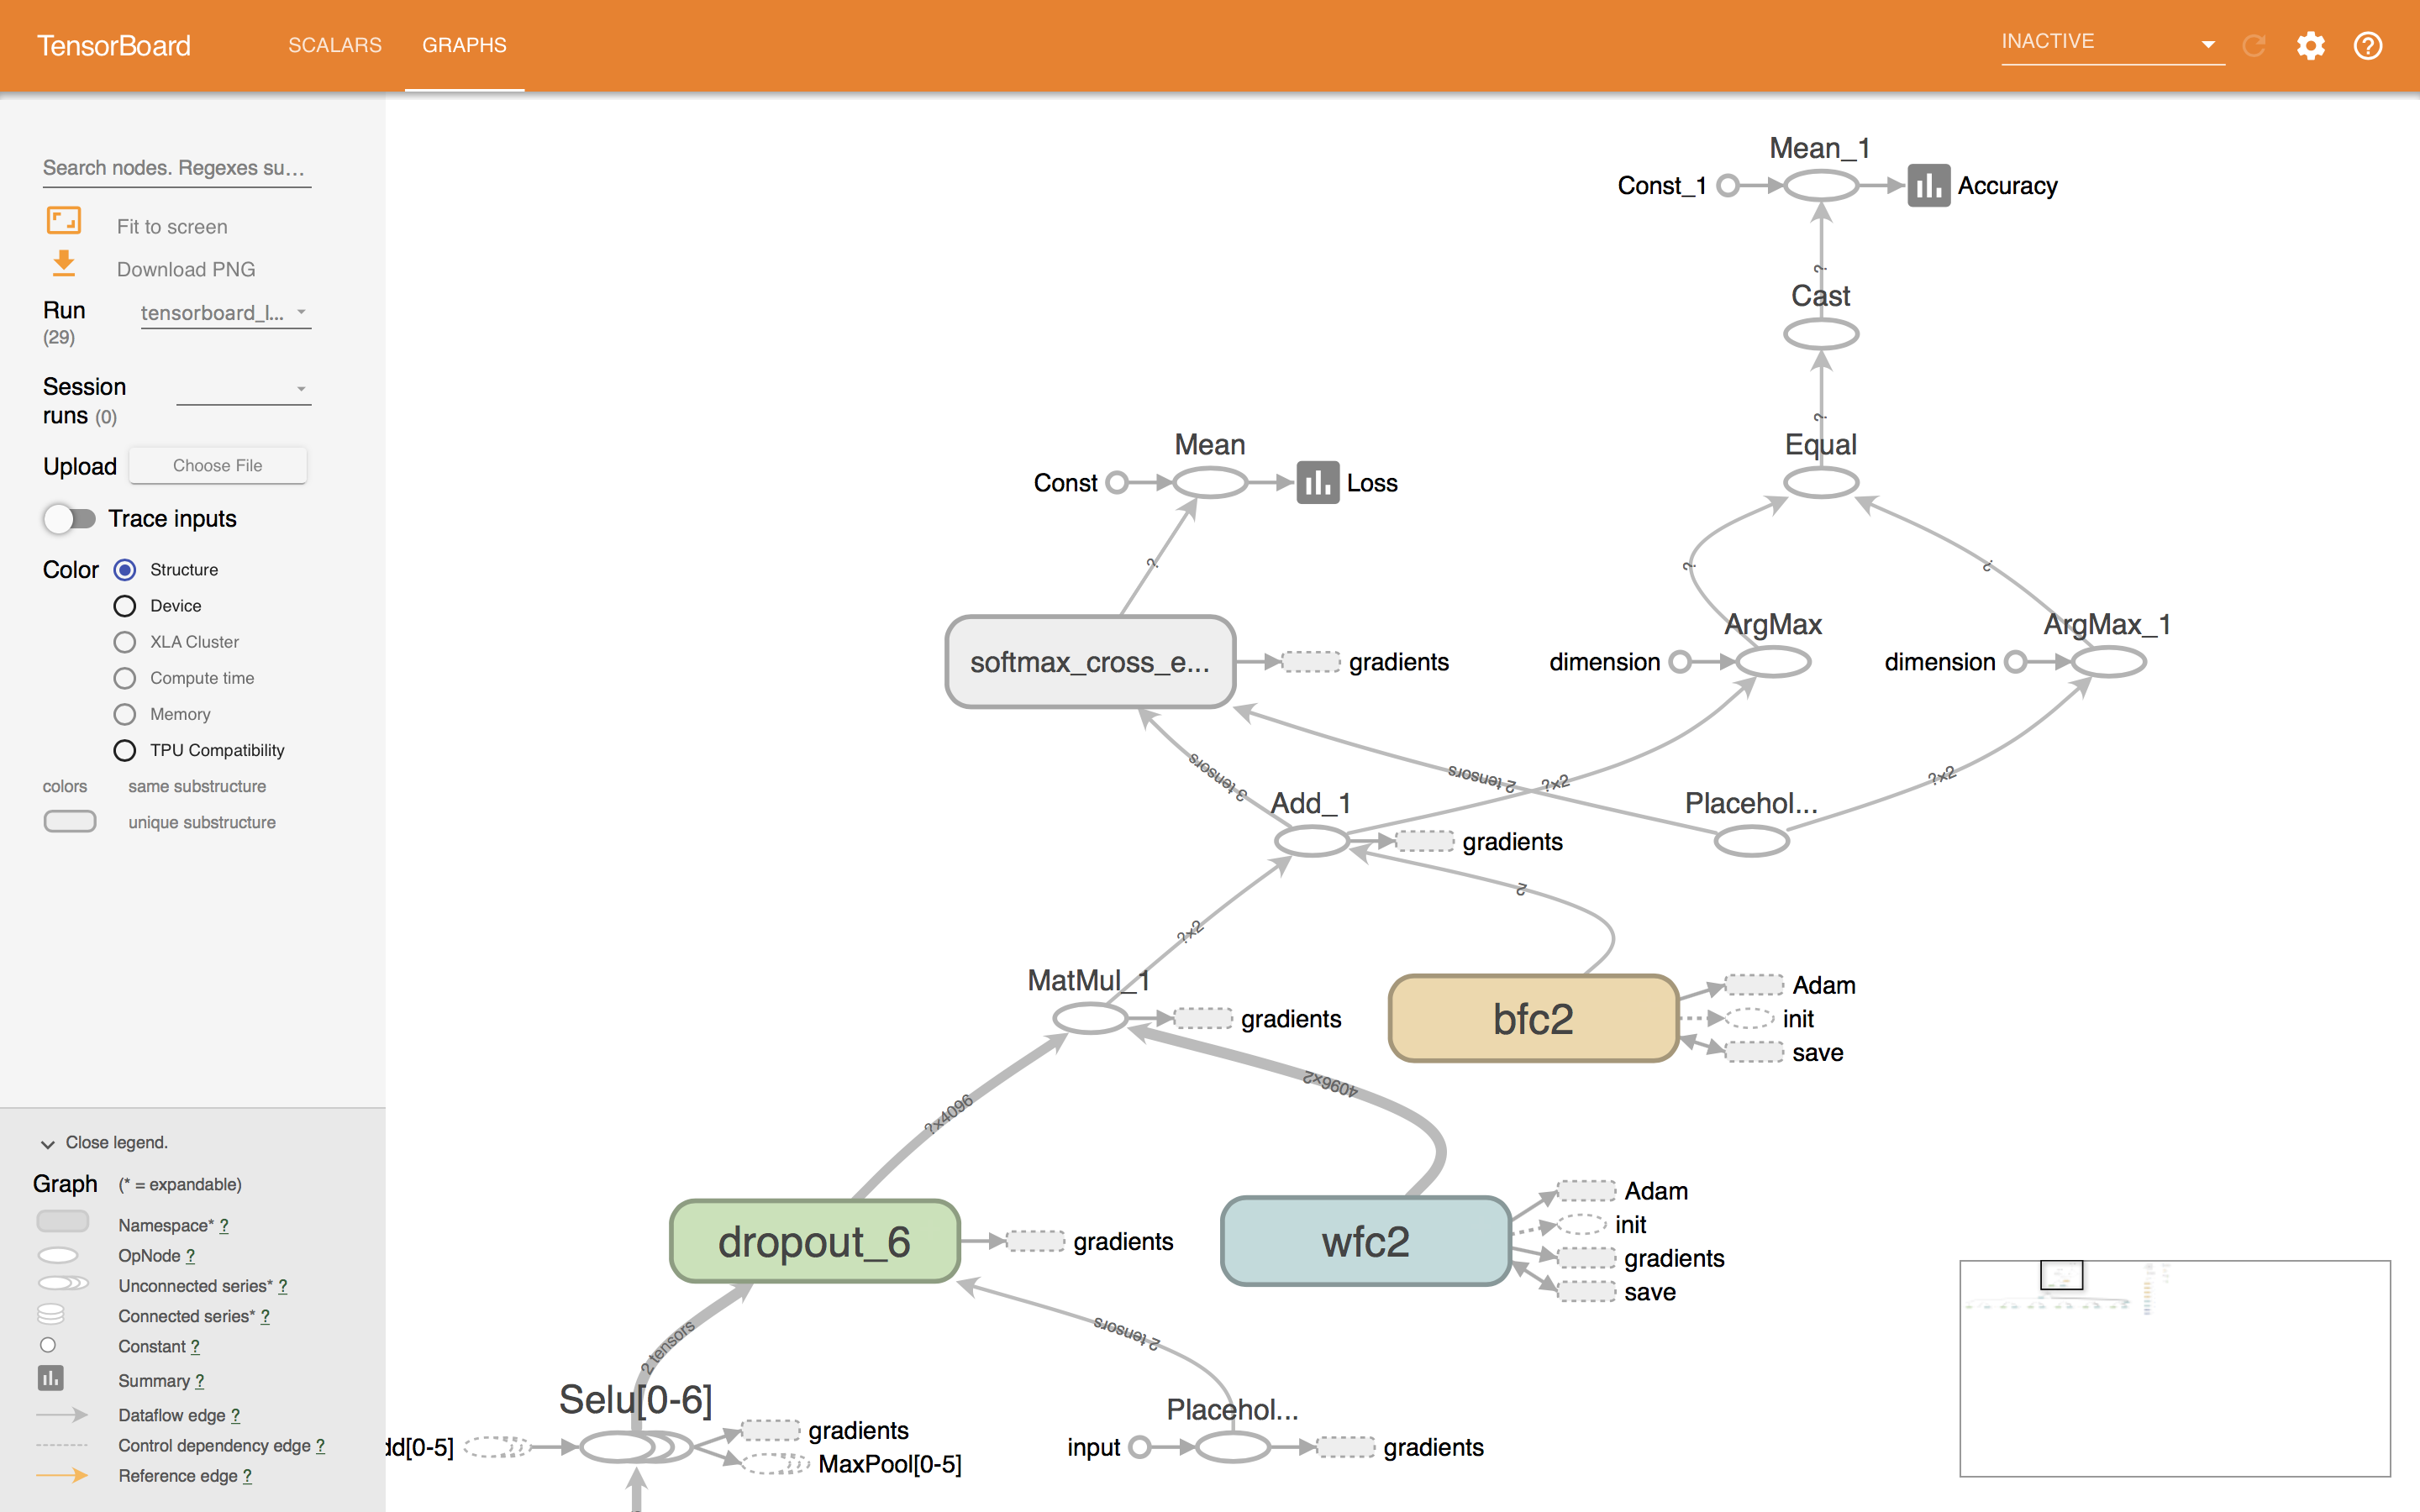 TensorBoard
SCALARS
GRAPHS
INACTIVE
Search nodes. Regexes su...
Fit to screen
Download PNG
Run
(29)
tensorboard_l...
Session
runs (0)
Upload
Choose File
Trace inputs
Color
Structure
Device
XLA Cluster
Compute time
Memory
TPU Compatibility
colors
same substructure
unique substructure
Close legend.
Graph
(* = expandable)
Namespace* ?
OpNode ?
Unconnected series* ?
Connected series* ?
Constant ?
Summary ?
Dataflow edge ?
Control dependency edge ?
Reference edge ?
Mean_1
Const_1
Accuracy
?
Cast
?
Equal
Mean
Const
Loss
?
?
?
softmax_cross_e...
gradients
ArgMax
dimension
ArgMax_1
dimension
3 tensors
2 tensors
?x2
?x2
Add_1
gradients
Placehol...
2
?x2
MatMul_1
gradients
bfc2
Adam
init
save
?x4096
4096x2
dropout_6
gradients
wfc2
Adam
init
gradients
save
2 tensors
2 tensors
Selu[0-6]
dd[0-5]
gradients
MaxPool[0-5]
Placehol...
input
gradients